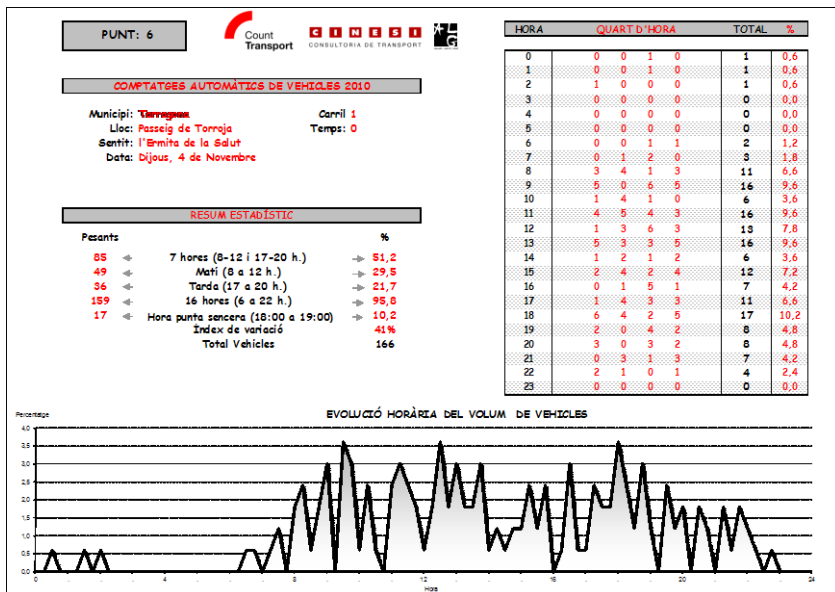 PUNT: 6
Count
Transport
CINESI
CONSULTORIA DE TRANSPORT
COMPTATGES AUTOMÀTICS DE VEHICLES 2010
Municipi: Tarragona Carril 1
Lloc: Passeig de Torroja Temps: 0
Sentit: l'Ermita de la Salut
Data: Dijous, 4 de Novembre
RESUM ESTADÍSTIC
Pesants %
85 7 hores (8-12 i 17-20 h.) 51,2
49 Matí (8 a 12 h.) 29,5
36 Tarda (17 a 20 h.) 21,7
159 16 hores (6 a 22 h.) 95,8
17 Hora punta sencera (18:00 a 19:00) 10,2
Índex de variació 41%
Total Vehicles 166
HORA QUART D'HORA TOTAL %
0 0 0 1 0 1 0,6
1 0 0 1 0 1 0,6
2 1 0 0 0 1 0,6
3 0 0 0 0 0 0,0
4 0 0 0 0 0 0,0
5 0 0 0 0 0 0,0
6 0 0 1 1 2 1,2
7 0 1 2 0 3 1,8
8 3 4 1 3 11 6,6
9 5 0 6 5 16 9,6
10 1 4 1 0 6 3,6
11 4 5 4 3 16 9,6
12 1 3 6 3 13 7,8
13 5 3 3 5 16 9,6
14 1 2 1 2 6 3,6
15 2 4 2 4 12 7,2
16 0 1 5 1 7 4,2
17 1 4 3 3 11 6,6
18 6 4 2 5 17 10,2
19 2 0 4 2 8 4,8
20 3 0 3 2 8 4,8
21 0 3 1 3 7 4,2
22 2 1 0 1 4 2,4
23 0 0 0 0 0 0,0
EVOLUCIÓ HORÀRIA DEL VOLUM DE VEHICLES
Percentatge
4,0
3,5
3,0
2,5
2,0
1,5
1,0
0,5
0,0
0 4 8 12 16 20 24
Hora